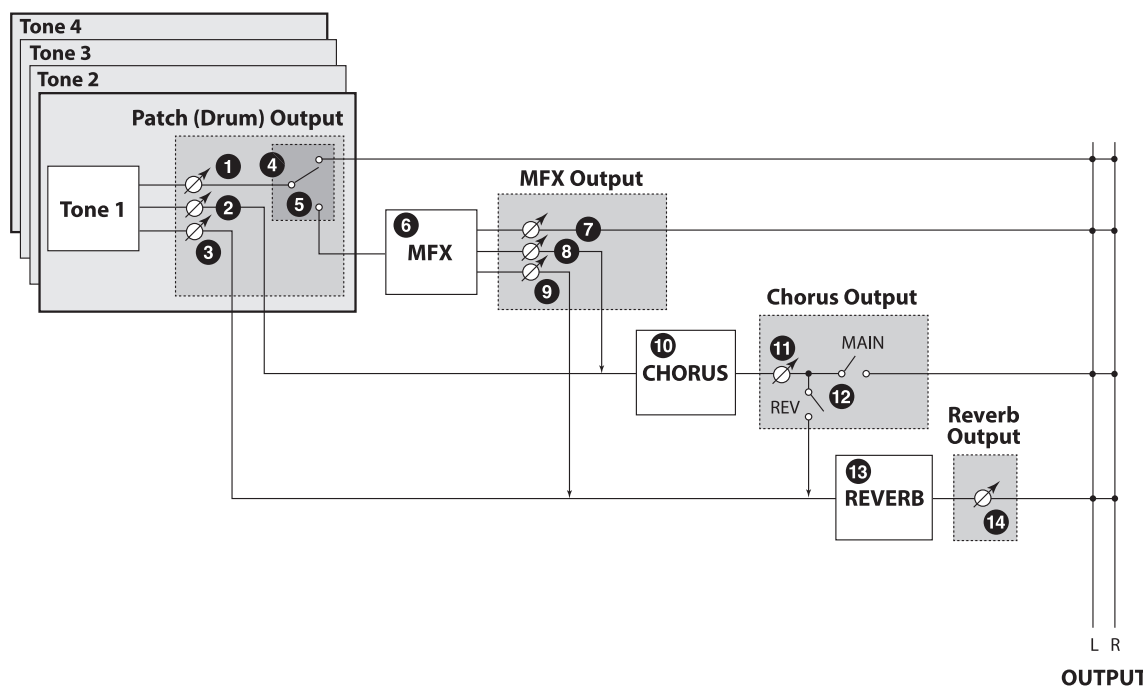 Tone 4
Tone 3
Tone 2
Patch (Drum) Output
Tone 1
1
2
3
4
5
MFX Output
6
MFX
7
8
9
Chorus Output
10
CHORUS
11
MAIN
12
REV
Reverb
Output
13
REVERB
14
L R
OUTPUT